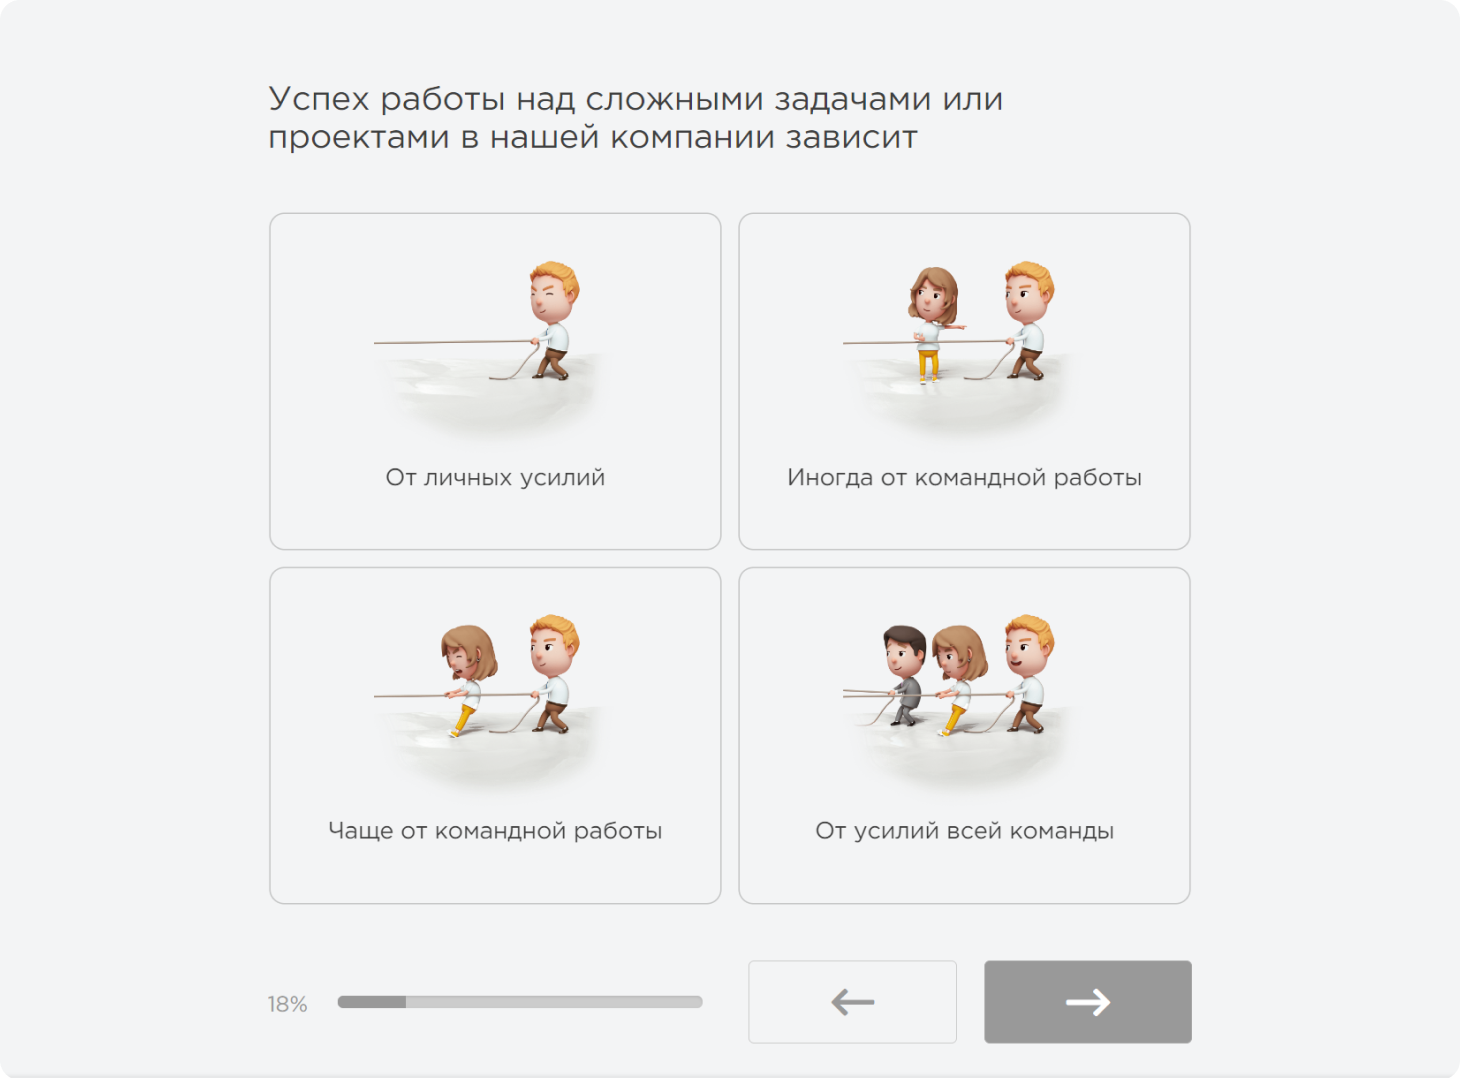 Успех работы над сложными задачами или
проектами в нашей компании зависит
От личных усилий
Иногда от командной работы
Чаще от командной работы
От усилий всей команды
18%